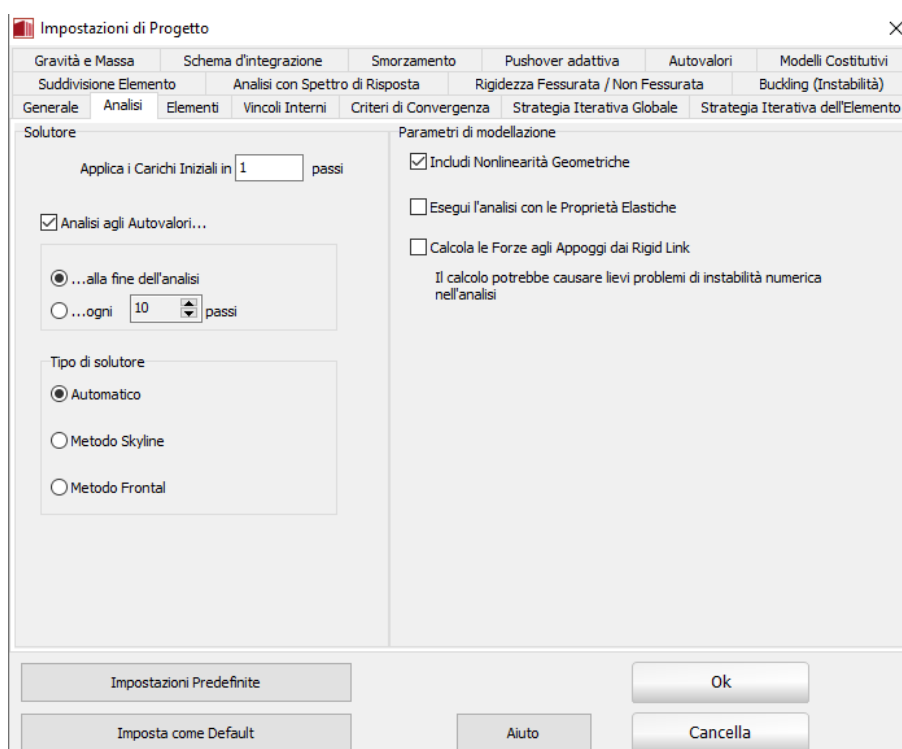 Impostazioni di Progetto
Gravità e Massa Schema d'integrazione Smorzamento Pushover adattiva Autovalori Modelli Costitutivi
Suddivisione Elemento Analisi con Spettro di Risposta Rigidezza Fessurata / Non Fessurata Buckling (Instabilità)
Generale Analisi Elementi Vincoli Interni Criteri di Convergenza Strategia Iterativa Globale Strategia Iterativa dell'Elemento
Solutore
Applica i Carichi Iniziali in 1 passi
Analisi agli Autovalori...
...alla fine dell'analisi
...ogni 10 passi
Tipo di solutore
Automatico
Metodo Skyline
Metodo Frontal
Parametri di modellazione
Includi Nonlinearità Geometriche
Esegui l'analisi con le Proprietà Elastiche
Calcola le Forze agli Appoggi dai Rigid Link
Il calcolo potrebbe causare lievi problemi di instabilità numerica
nell'analisi
Impostazioni Predefinite
Ok
Imposta come Default
Aiuto
Cancella